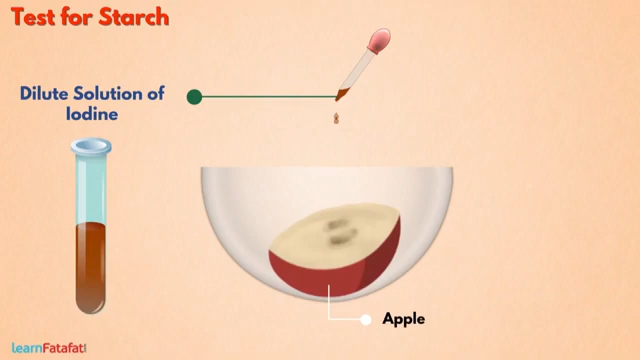 Test for Starch
Dilute Solution of
Iodine
Apple
learnFatafat